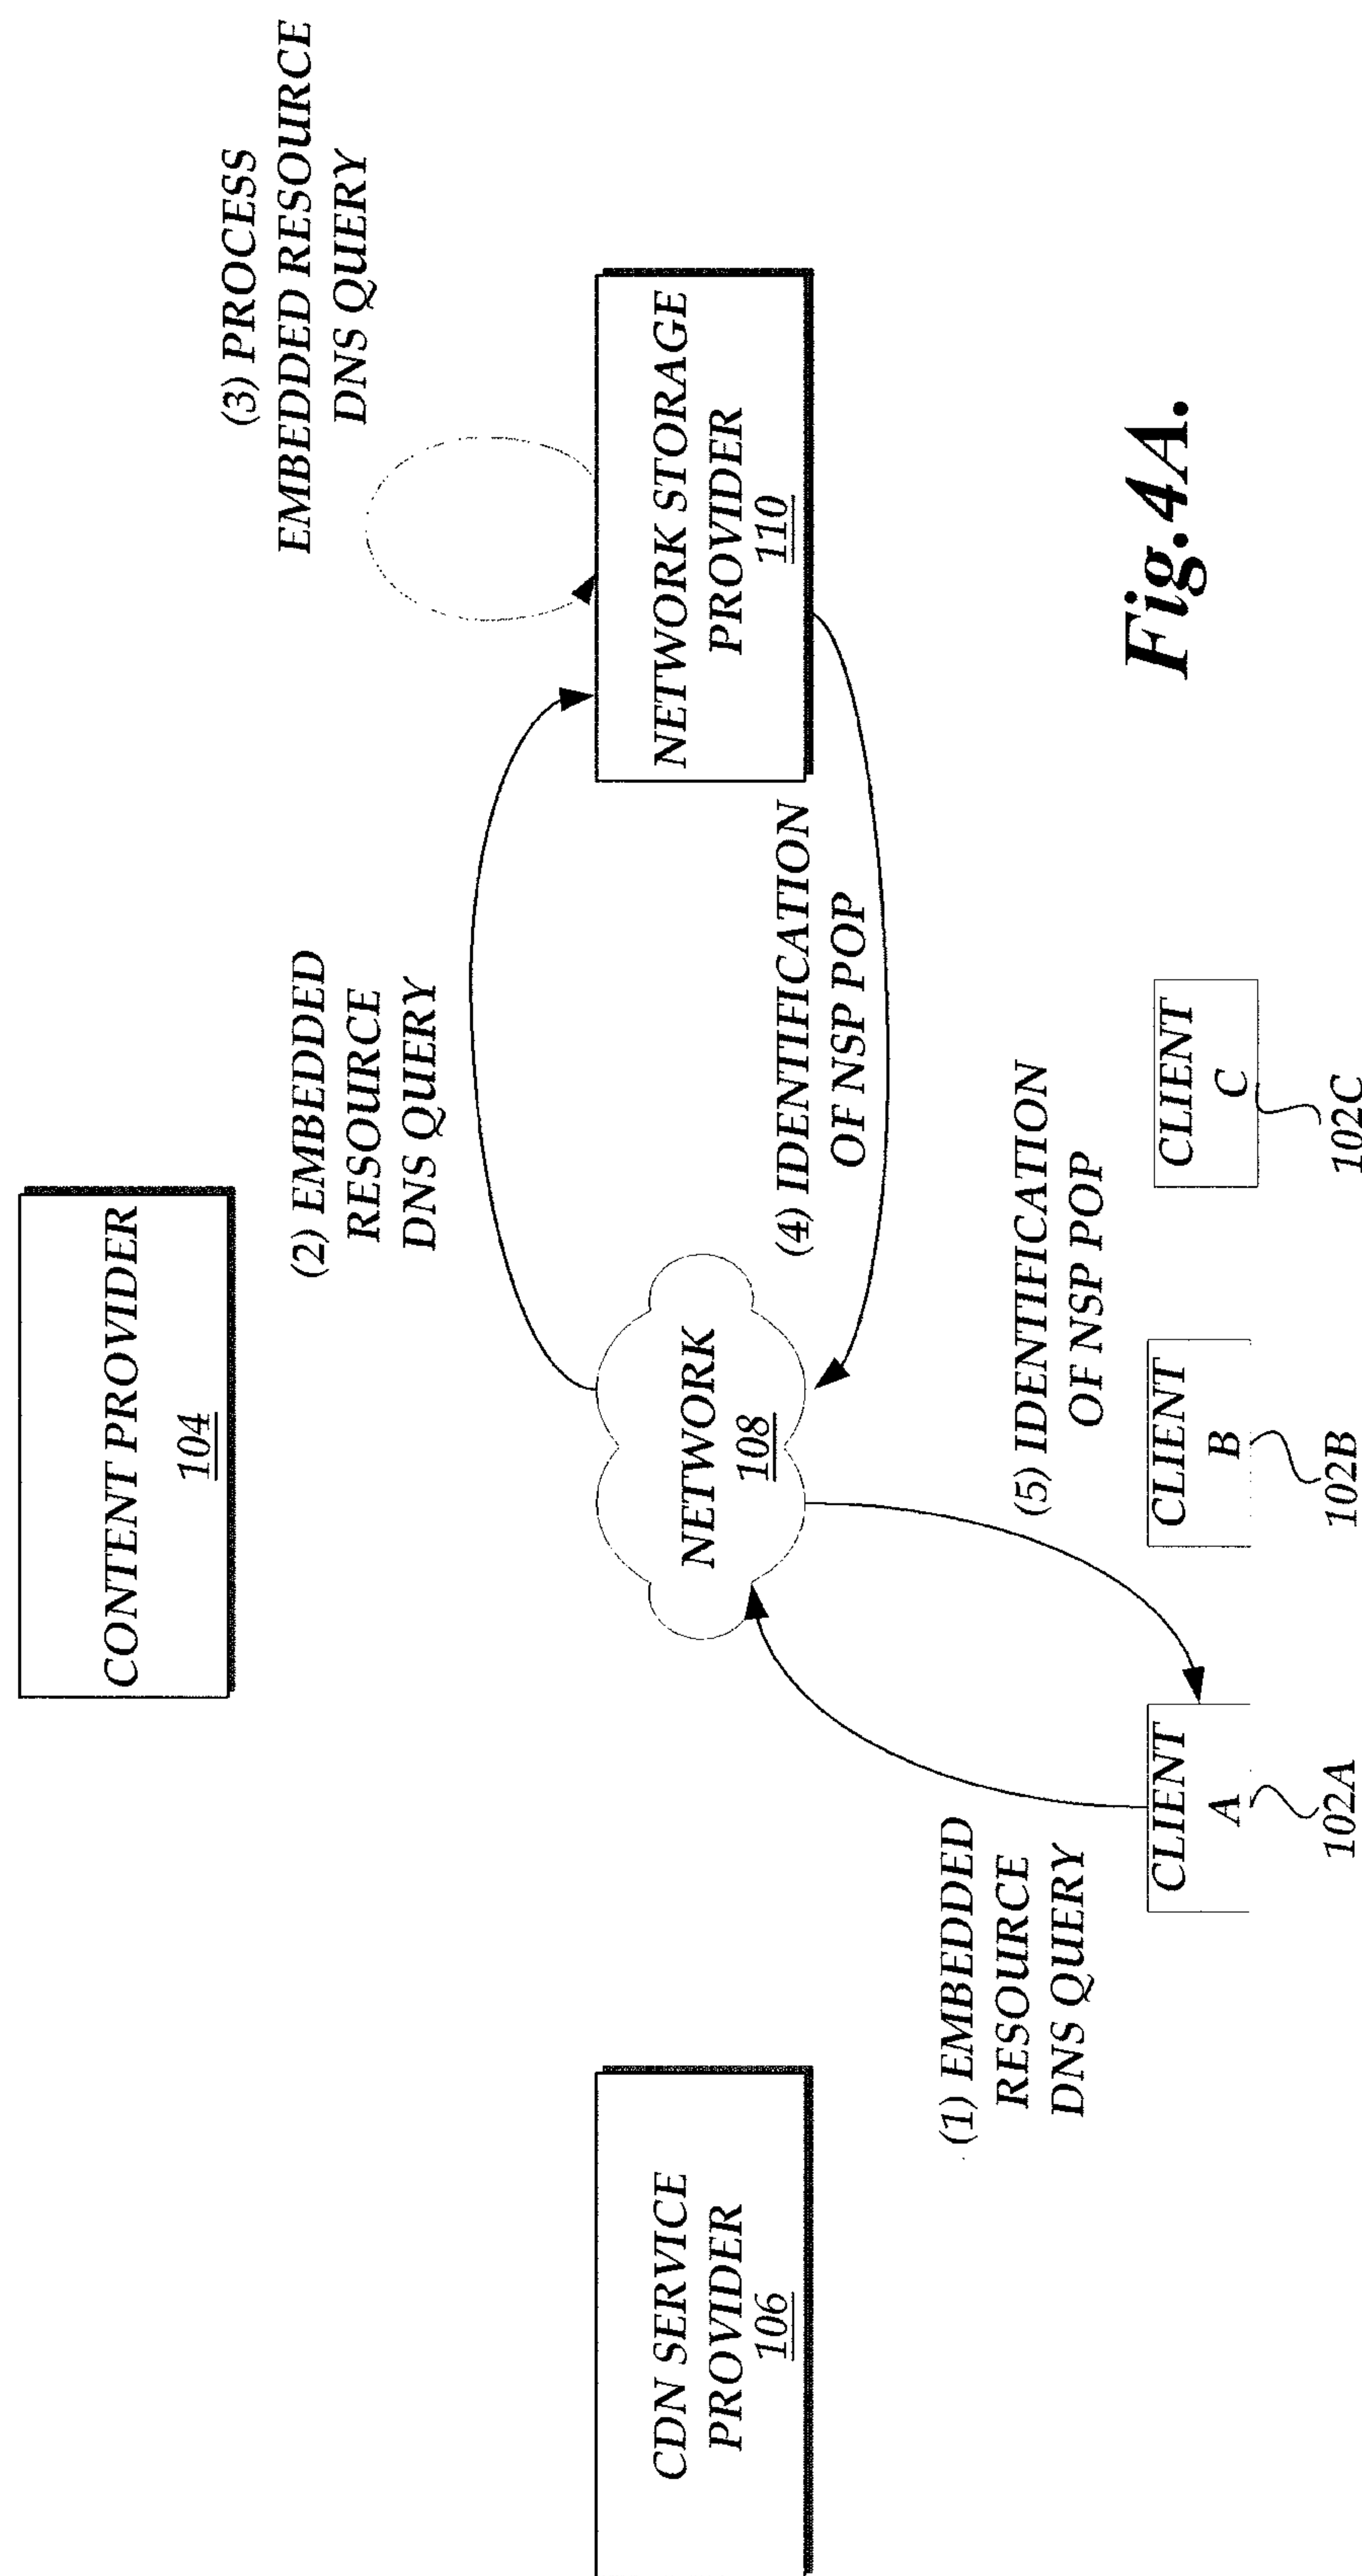 CONTENT PROVIDER
104
(2) EMBEDDED
RESOURCE
DNS QUERY
(3) PROCESS
EMBEDDED RESOURCE
DNS QUERY
CDN SERVICE
PROVIDER
106
NETWORK
108
NETWORK STORAGE
PROVIDER
110
(4) IDENTIFICATION
OF NSP POP
(1) EMBEDDED
RESOURCE
DNS QUERY
(5) IDENTIFICATION
OF NSP POP
CLIENT
A
102A
CLIENT
B
102B
CLIENT
C
102C
Fig.4A.